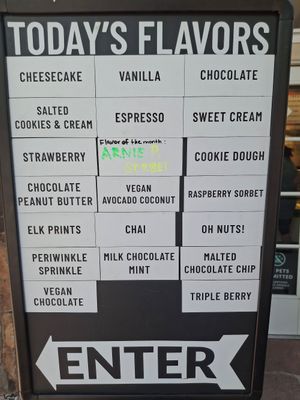 TODAY'S FLAVORS
CHEESECAKE
VANILLA
CHOCOLATE
SALTED
COOKIES & CREAM
ESPRESSO
SWEET CREAM
STRAWBERRY
Flavor of the month:
ARNIE
COOKIE DOUGH
CHOCOLATE
PEANUT BUTTER
VEGAN
AVOCADO COCONUT
RASPBERRY SORBET
ELK PRINTS
CHAI
OH NUTS!
PERIWINKLE
SPRINKLE
MILK CHOCOLATE
MINT
MALTED
CHOCOLATE CHIP
VEGAN
CHOCOLATE
TRIPLE BERRY
ENTER
PETS